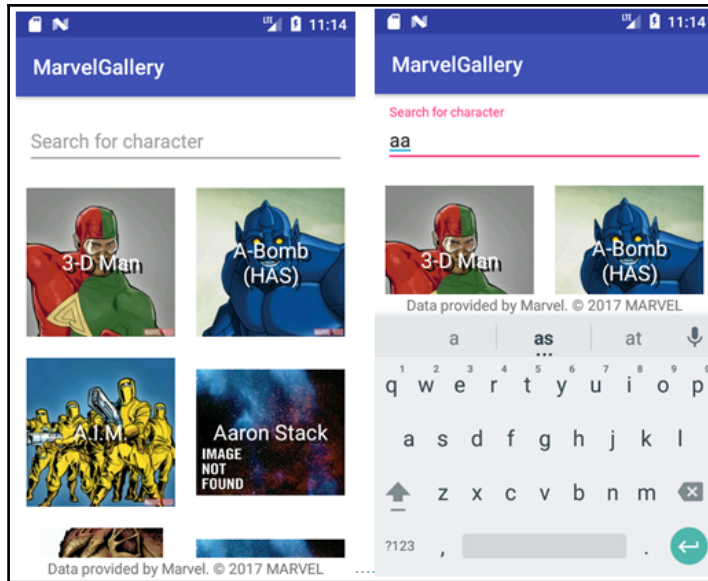 LTE 11:14
MarvelGallery
Search for character
3-D Man
A-Bomb
(HAS)
A.I.M.
Aaron Stack
IMAGE
NOT
FOUND
Data provided by Marvel. © 2017 MARVEL
LTE 11:14
MarvelGallery
Search for character
aa
3-D Man
A-Bomb
(HAS)
Data provided by Marvel. © 2017 MARVEL
a as at
1 2 3 4 5 6 7 8 9 0
q w e r t y u i o p
a s d f g h j k l
z x c v b n m
?123 , .